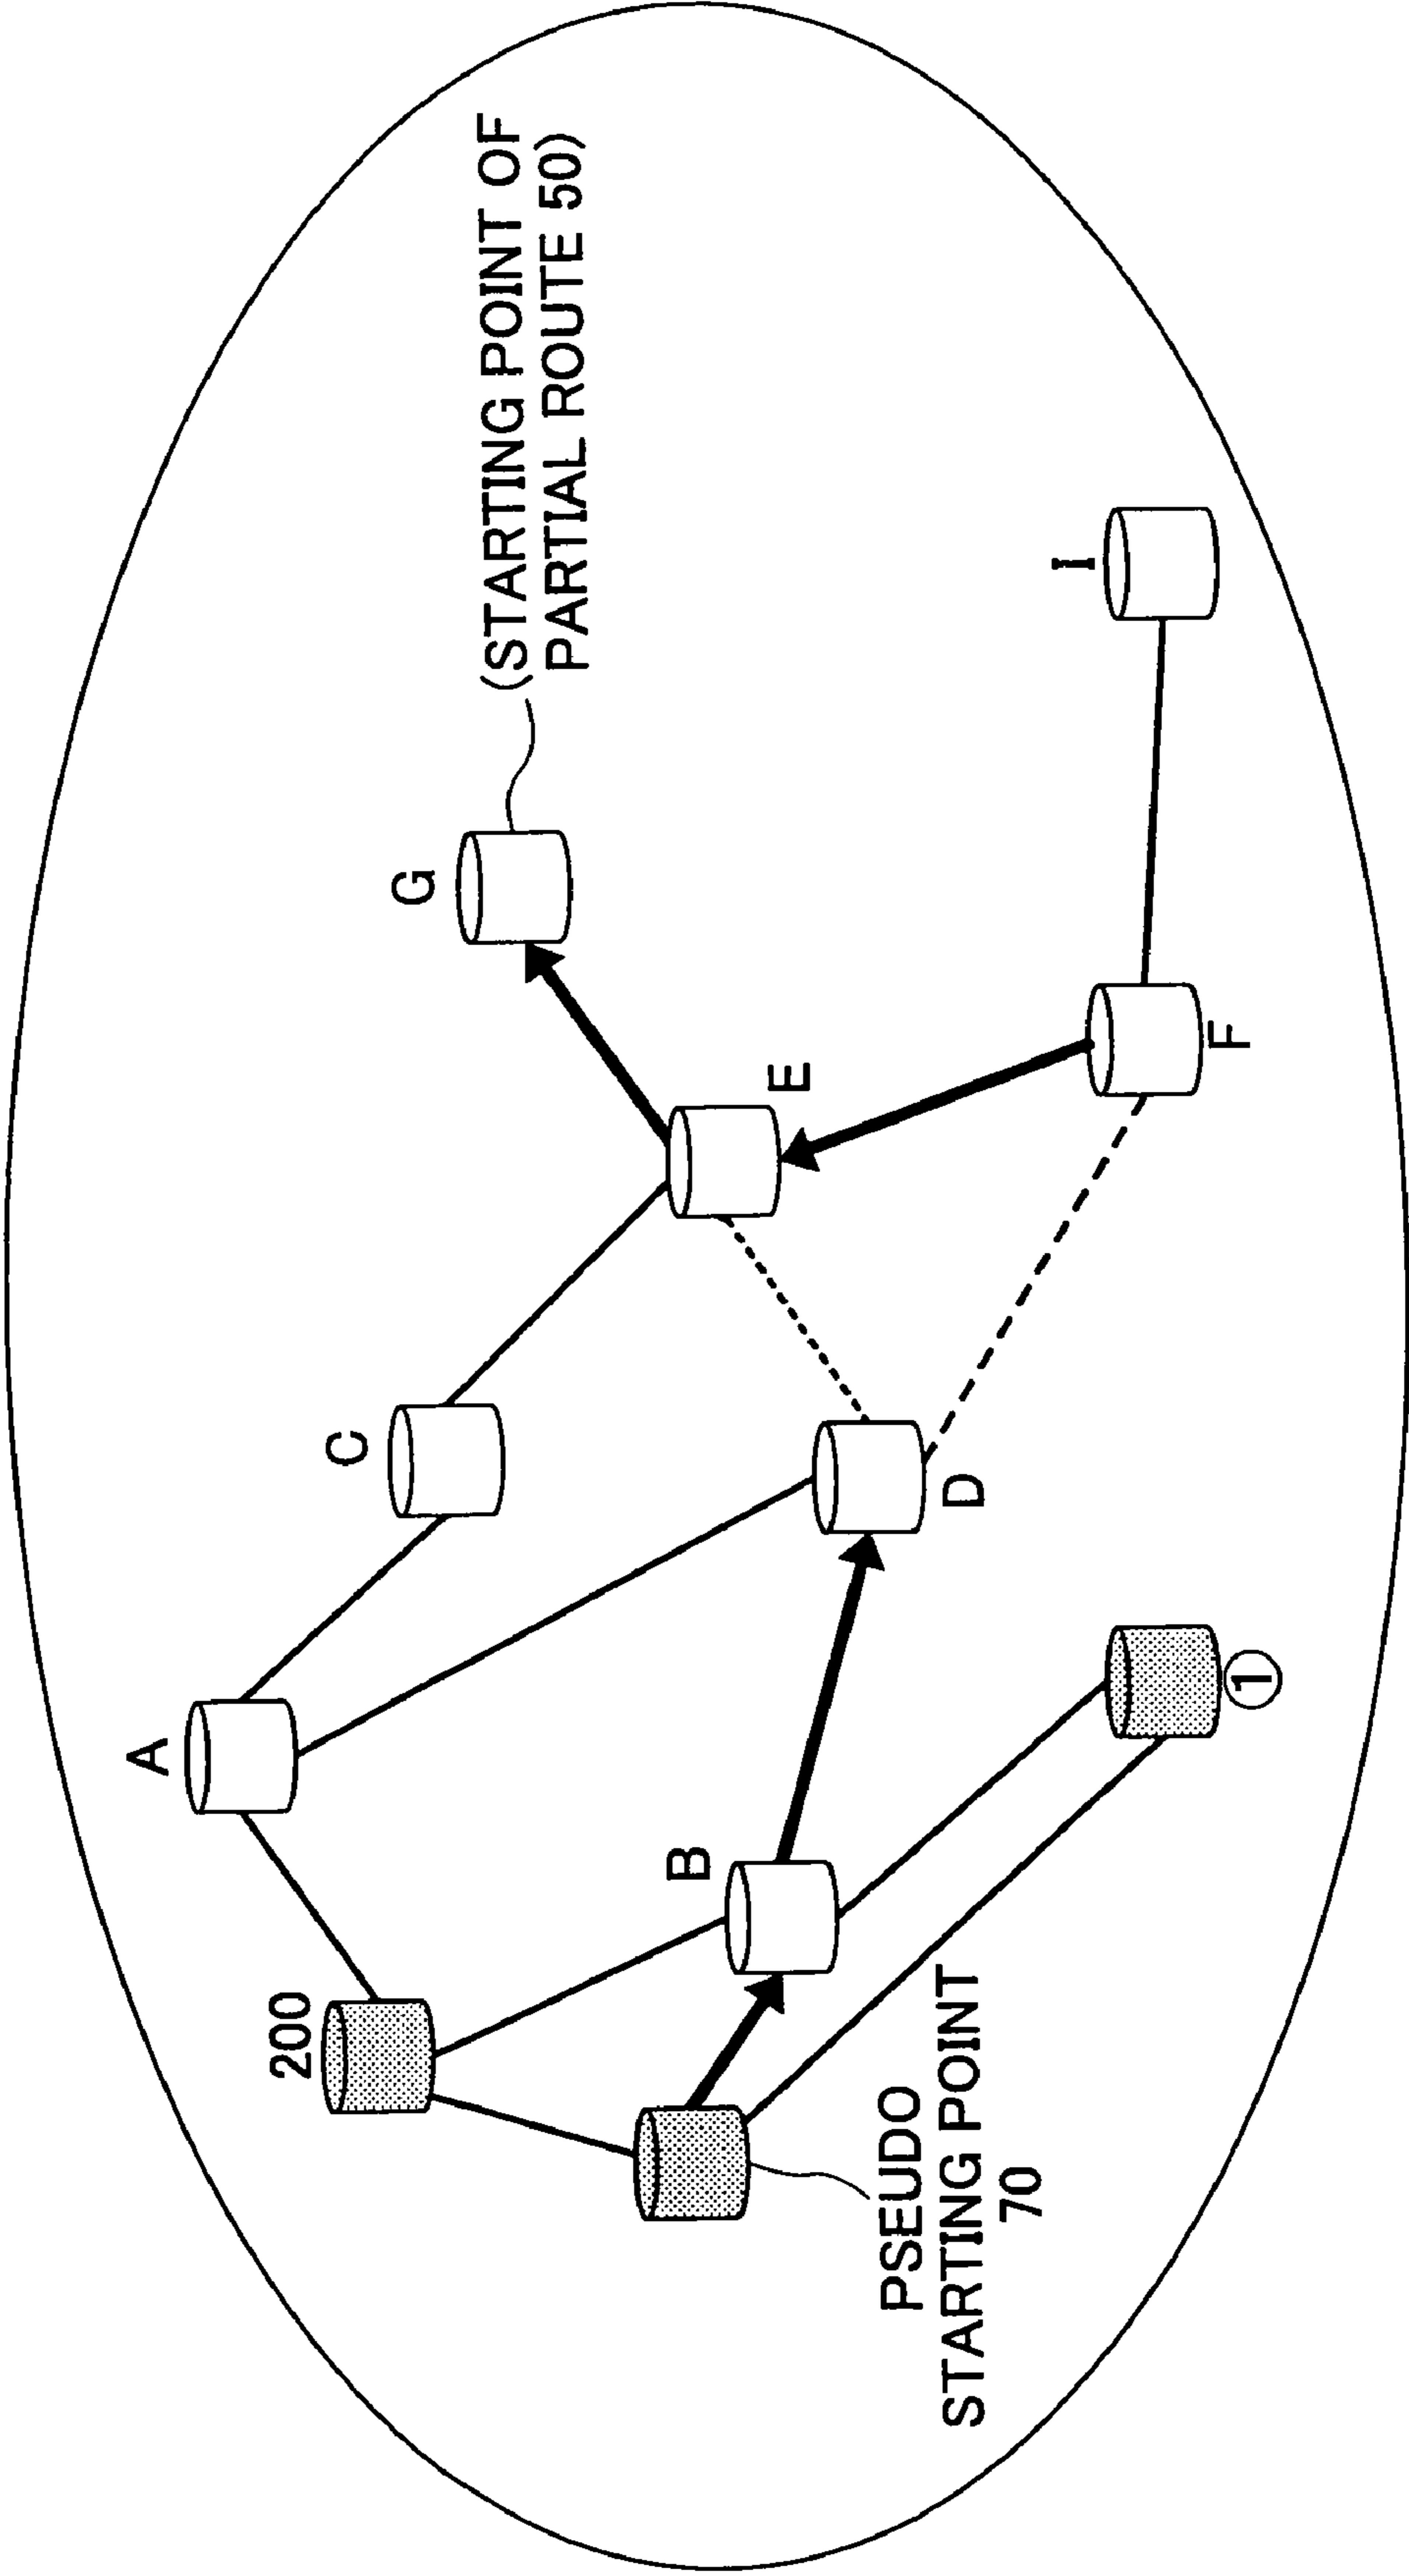 200
A
C
G
(STARTING POINT OF
PARTIAL ROUTE 50)
B
E
D
I
F
PSEUDO
STARTING POINT
70
①